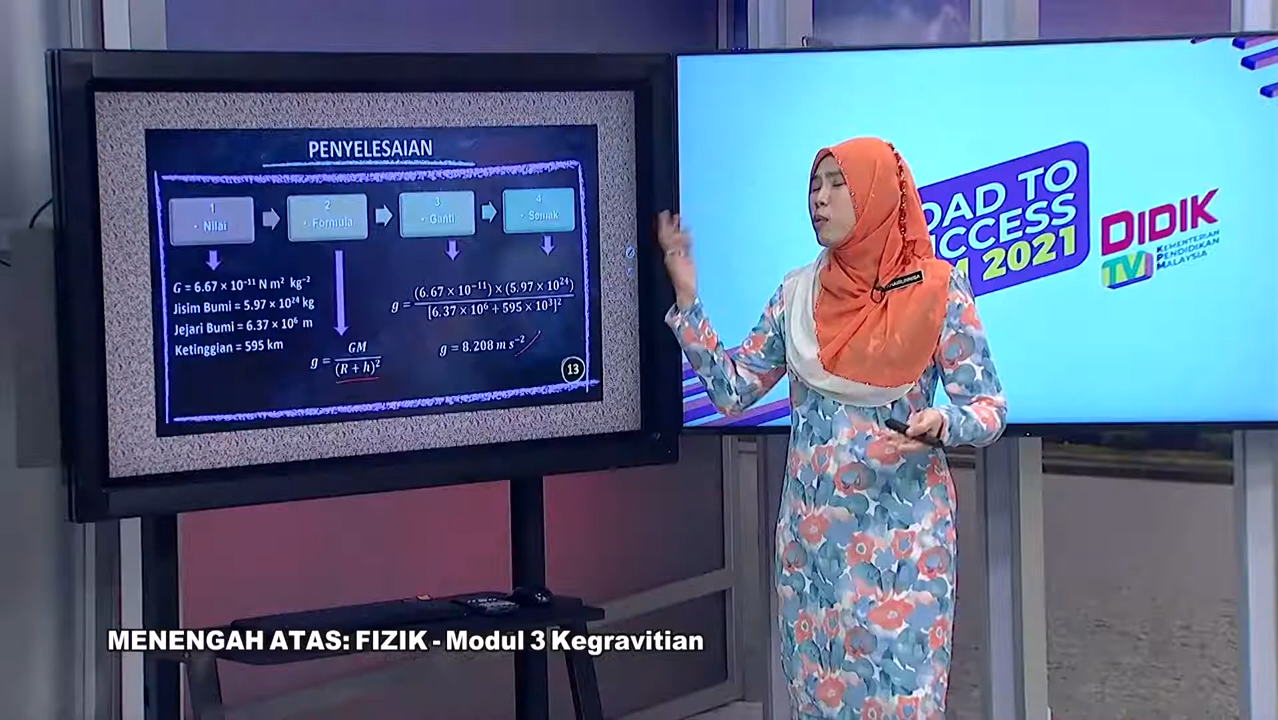 PENYELESAIAN
1
• Nilai
2
• Formula
3
• Ganti
4
• Semak
G = 6.67 × 10⁻¹¹ N m² kg⁻²
Jisim Bumi = 5.97 × 10²⁴ kg
Jejari Bumi = 6.37 × 10⁶ m
Ketinggian = 595 km
g = GM / (R + h)²
g = (6.67 × 10⁻¹¹) × (5.97 × 10²⁴) / [6.37 × 10⁶ + 595 × 10³]²
g = 8.208 m s⁻²
13
OAD TO
CCESS
2021
DIDIK
TV
KEMENTERIAN
PENDIDIKAN
MALAYSIA
MENENGAH ATAS: FIZIK - Modul 3 Kegravitian